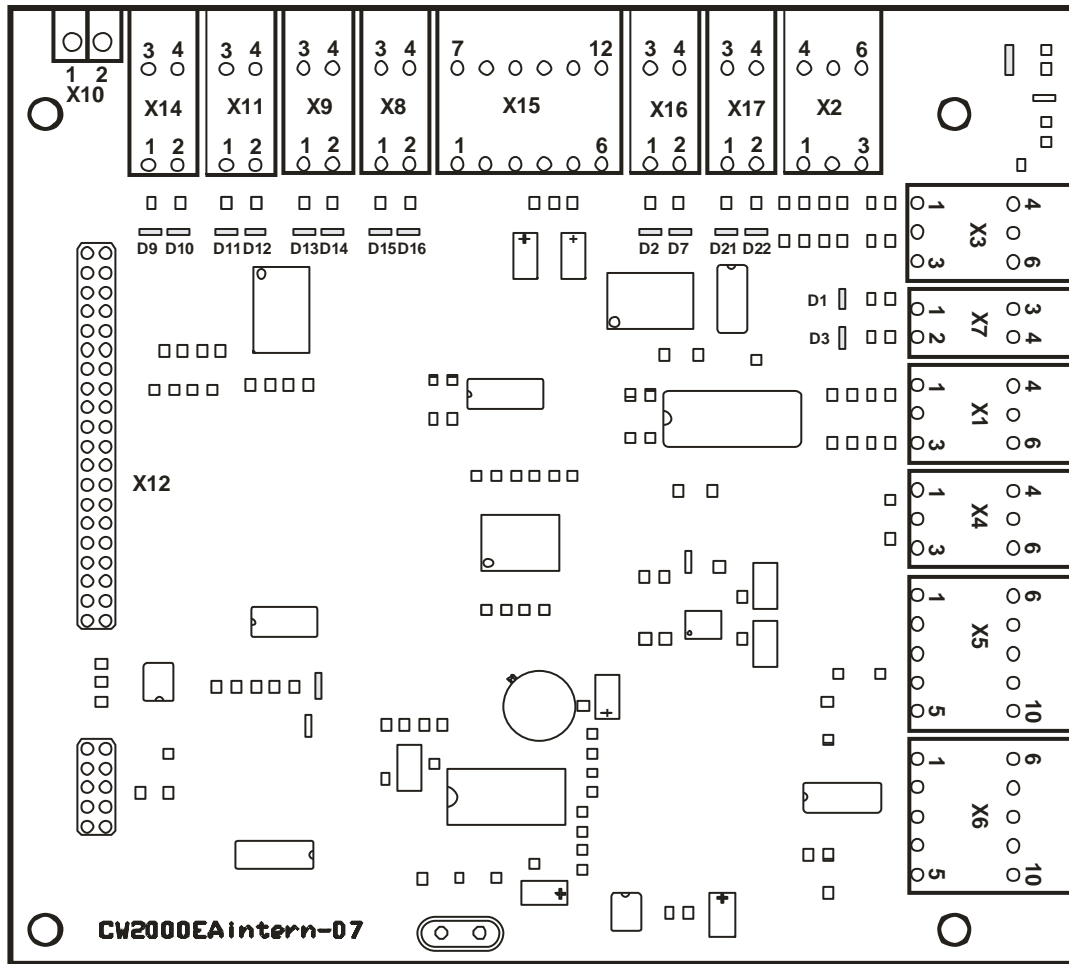 1 2
X10
3 4
X14
1 2
3 4
X11
1 2
3 4
X9
1 2
3 4
X8
1 2
7 12
X15
1 6
3 4
X16
1 2
3 4
X17
1 2
4 6
X2
1 3
D9 D10 D11 D12 D13 D14 D15 D16 D2 D7 D21 D22
1 4
X3
3 6
D1
D3
1 3
X7
2 4
1 4
X1
3 6
X12
1 4
X4
3 6
1 6
X5
5 10
1 6
X6
5 10
+
+
+
+
+
CW2000EAintern-07